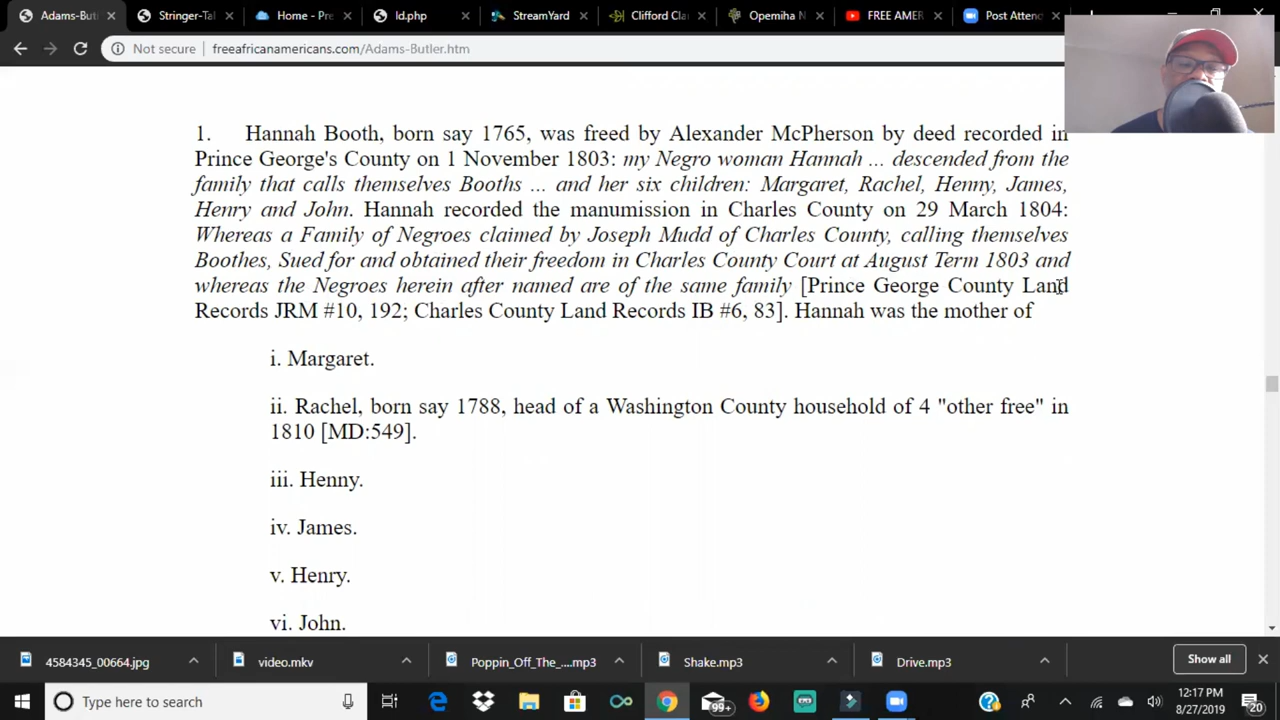 Adams-But
Stringer-Tal
Home - Pre
ld.php
StreamYard
Clifford Cla
Opemiha N
FREE AMER
Post Attend
Not secure | freeafricanamericans.com/Adams-Butler.htm
1. Hannah Booth, born say 1765, was freed by Alexander McPherson by deed recorded in
Prince George's County on 1 November 1803: my Negro woman Hannah ... descended from the
family that calls themselves Booths ... and her six children: Margaret, Rachel, Henny, James,
Henry and John. Hannah recorded the manumission in Charles County on 29 March 1804:
Whereas a Family of Negroes claimed by Joseph Mudd of Charles County, calling themselves
Boothes, Sued for and obtained their freedom in Charles County Court at August Term 1803 and
whereas the Negroes herein after named are of the same family [Prince George County Land
Records JRM #10, 192; Charles County Land Records IB #6, 83]. Hannah was the mother of
i. Margaret.
ii. Rachel, born say 1788, head of a Washington County household of 4 "other free" in
1810 [MD:549].
iii. Henny.
iv. James.
v. Henry.
vi. John.
4584345_00664.jpg
video.mkv
Poppin_Off_The_....mp3
Shake.mp3
Drive.mp3
Show all
Type here to search
99+
12:17 PM
8/27/2019
20